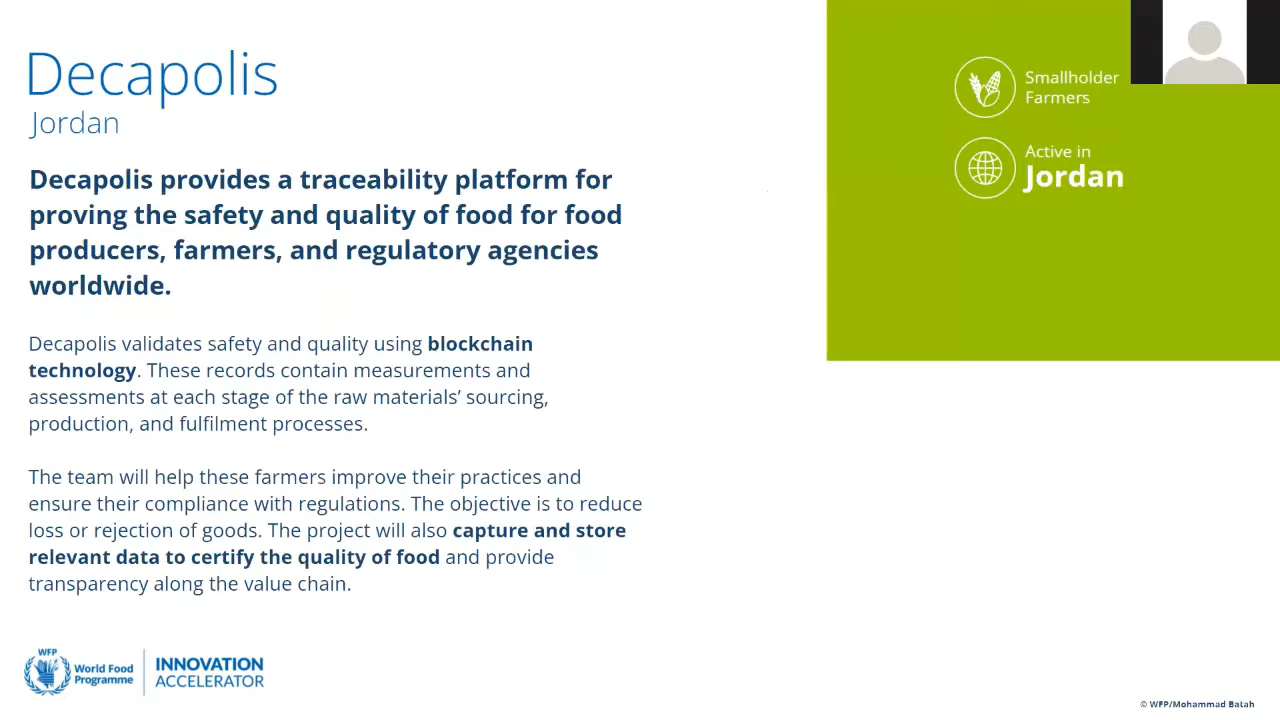 Decapolis
Jordan
Decapolis provides a traceability platform for
proving the safety and quality of food for food
producers, farmers, and regulatory agencies
worldwide.
Decapolis validates safety and quality using blockchain
technology. These records contain measurements and
assessments at each stage of the raw materials’ sourcing,
production, and fulfilment processes.
The team will help these farmers improve their practices and
ensure their compliance with regulations. The objective is to reduce
loss or rejection of goods. The project will also capture and store
relevant data to certify the quality of food and provide
transparency along the value chain.
Smallholder
Farmers
Active in
Jordan
WFP
World Food
Programme
INNOVATION
ACCELERATOR
© WFP/Mohammad Batah